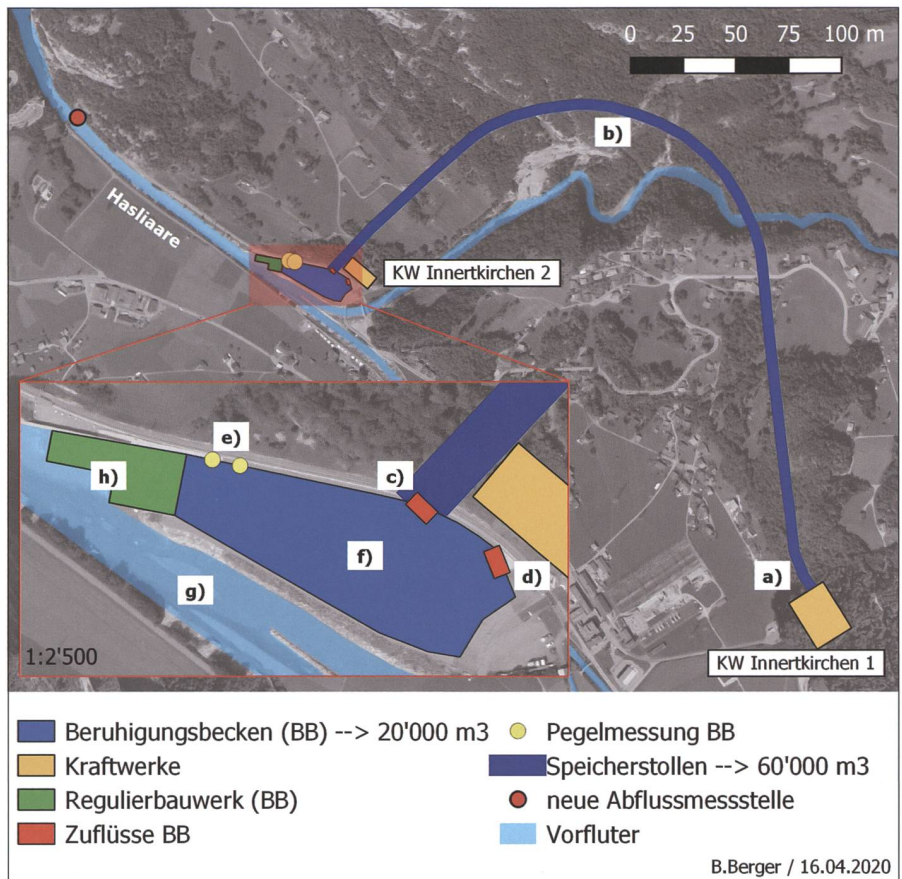 0 25 50 75 100 m
b)
Hasliaare
KW Innertkirchen 2
e)
c)
h)
f)
d)
a)
g)
1:2'500
KW Innertkirchen 1
Beruhigungsbecken (BB) --> 20'000 m3
Kraftwerke
Regulierbauwerk (BB)
Zuflüsse BB
Pegelmessung BB
Speicherstollen --> 60'000 m3
neue Abflussmessstelle
Vorfluter
B.Berger / 16.04.2020